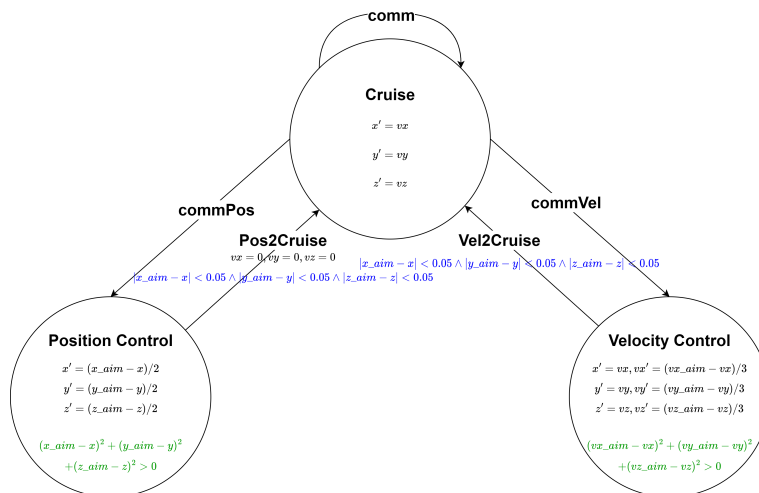 comm
Cruise
x′ = vx
y′ = vy
z′ = vz
commPos
commVel
Pos2Cruise
vx = 0, vy = 0, vz = 0
|x_aim − x| < 0.05 ∧ |y_aim − y| < 0.05 ∧ |z_aim − z| < 0.05
Vel2Cruise
|x_aim − x| < 0.05 ∧ |y_aim − y| < 0.05 ∧ |z_aim − z| < 0.05
Position Control
x′ = (x_aim − x)/2
y′ = (y_aim − y)/2
z′ = (z_aim − z)/2
(x_aim − x)² + (y_aim − y)²
+(z_aim − z)² > 0
Velocity Control
x′ = vx, vx′ = (vx_aim − vx)/3
y′ = vy, vy′ = (vy_aim − vy)/3
z′ = vz, vz′ = (vz_aim − vz)/3
(vx_aim − vx)² + (vy_aim − vy)²
+(vz_aim − vz)² > 0